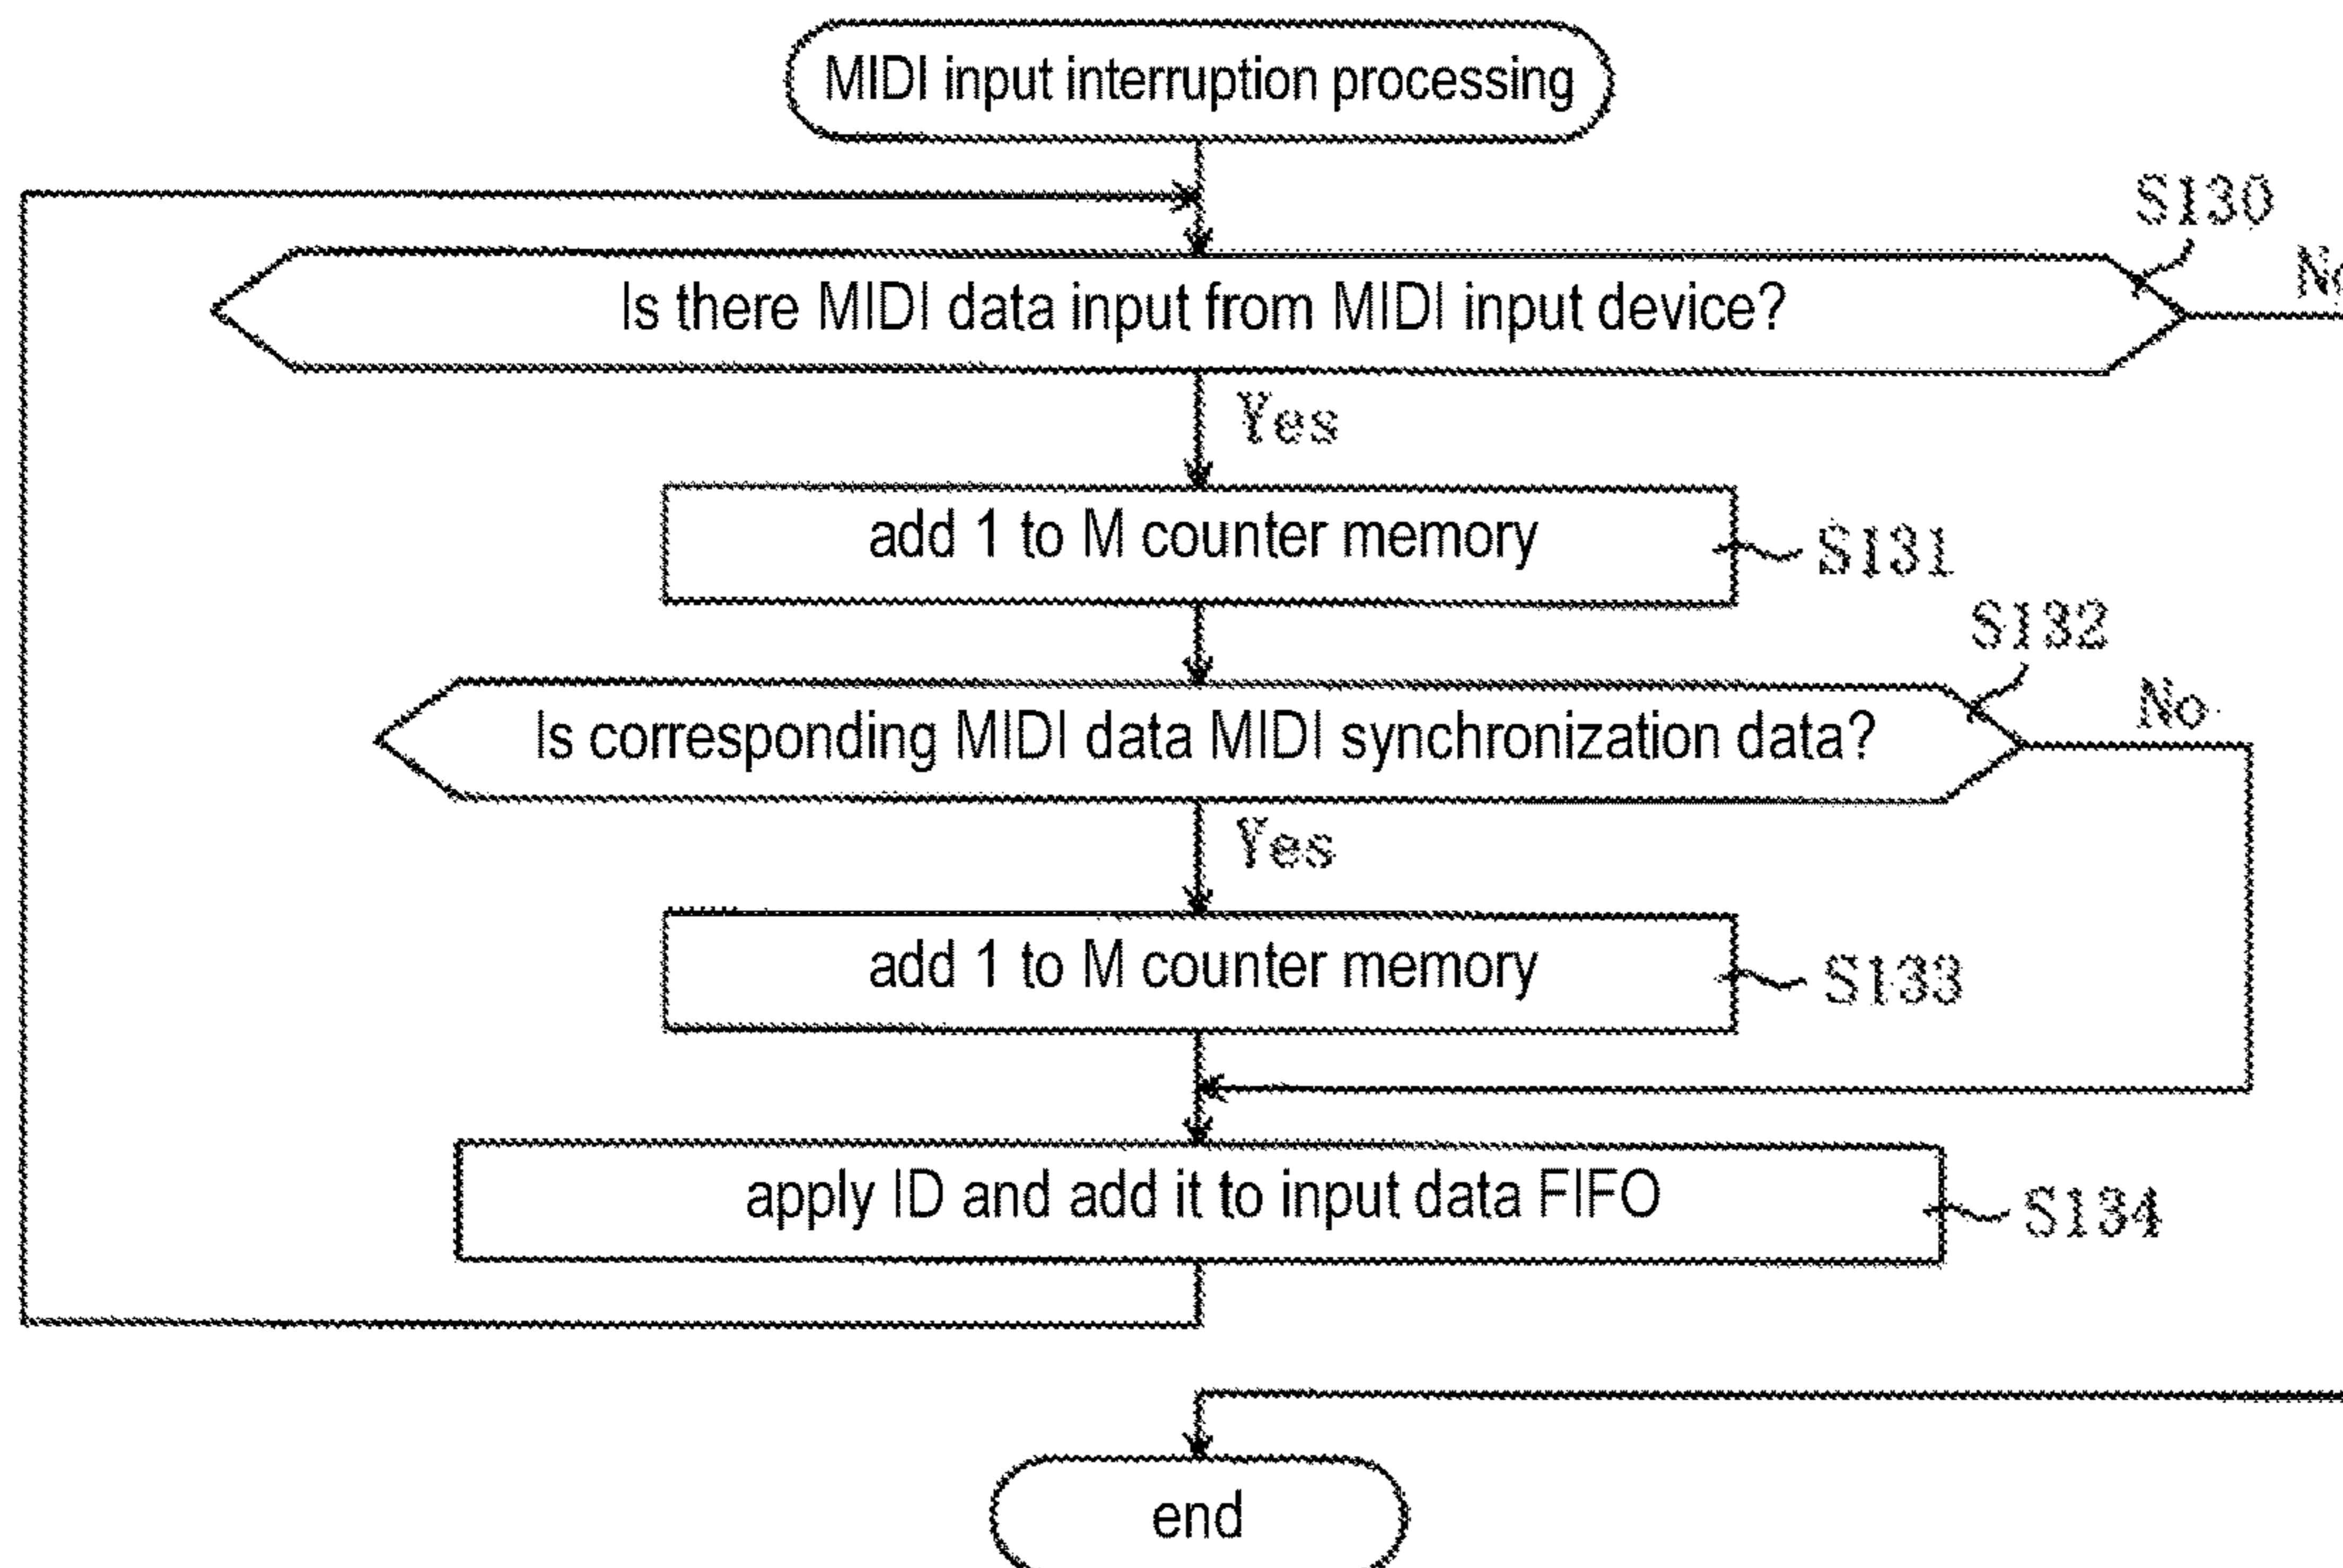 MIDI input interruption processing
S130
Is there MIDI data input from MIDI input device?
No
Yes
add 1 to M counter memory
S131
S132
Is corresponding MIDI data MIDI synchronization data?
No
Yes
add 1 to M counter memory
S133
apply ID and add it to input data FIFO
S134
end